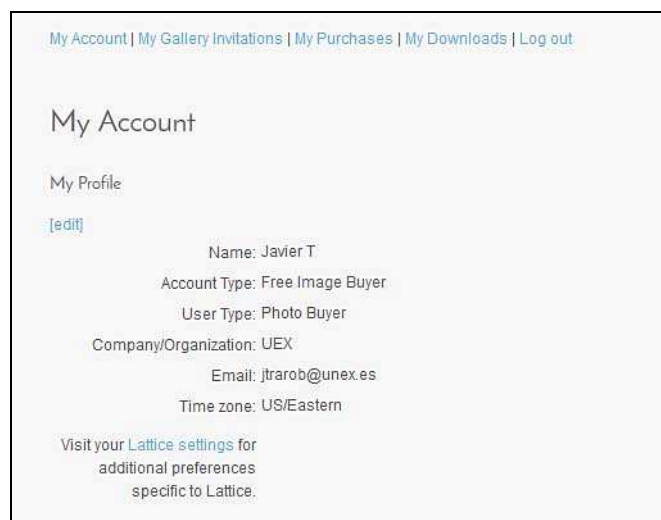 My Account | My Gallery Invitations | My Purchases | My Downloads | Log out
My Account
My Profile
[edit]
Name: Javier T
Account Type: Free Image Buyer
User Type: Photo Buyer
Company/Organization: UEX
Email: jtrarob@unex.es
Time zone: US/Eastern
Visit your Lattice settings for
additional preferences
specific to Lattice.